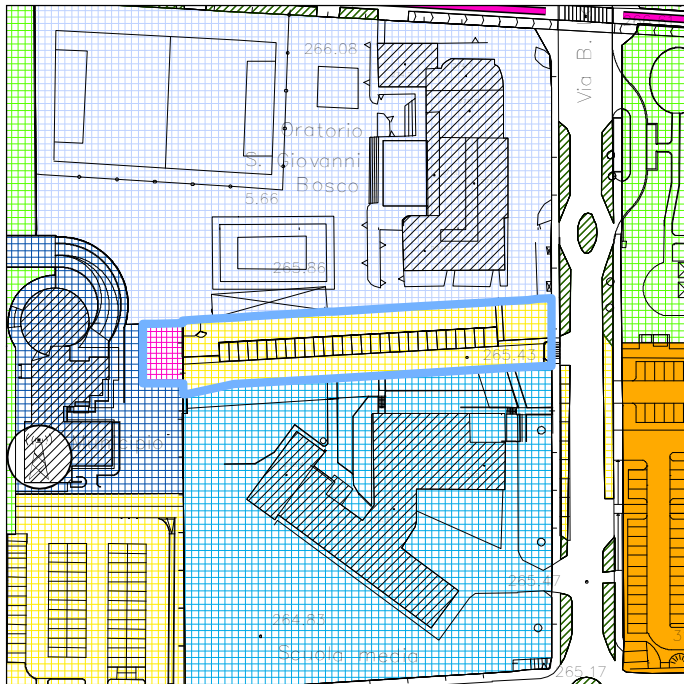 266.08
Via B.
Oratorio
S. Giovanni
Bosco
5.66
265.86
265.43
265.47
264.83
Scuola media
265.17